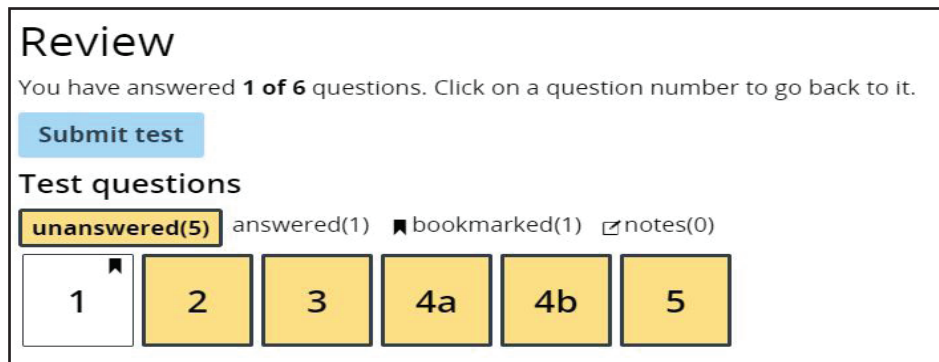 Review
You have answered 1 of 6 questions. Click on a question number to go back to it.
Submit test
Test questions
unanswered(5) answered(1) bookmarked(1) notes(0)
1 2 3 4a 4b 5